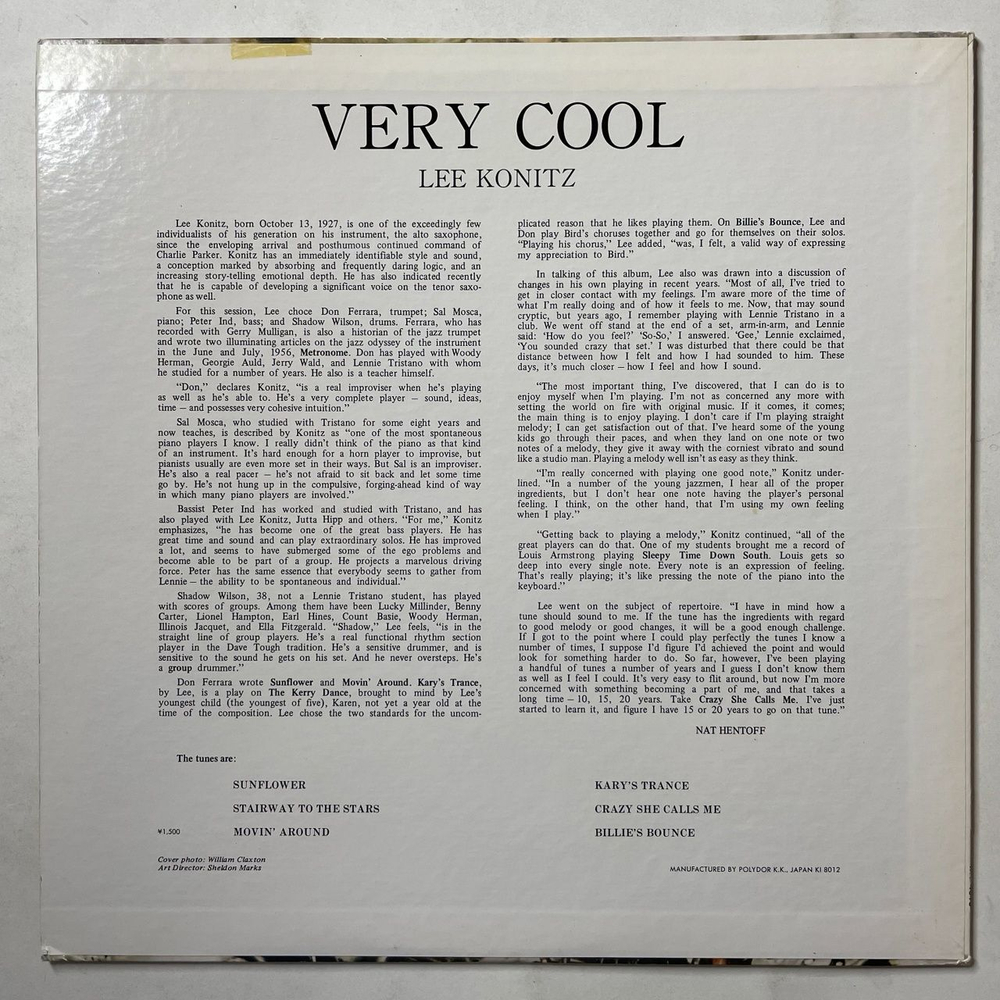 VERY COOL
LEE KONITZ
Lee Konitz, born October 13, 1927, is one of the exceedingly few
individualists of his generation on his instrument, the alto saxophone,
since the enveloping arrival and posthumous continued command of
Charlie Parker. Konitz has an immediately identifiable style and sound,
a conception marked by absorbing and frequently daring logic, and an
increasing story-telling emotional depth. He has also indicated recently
that he is capable of developing a significant voice on the tenor saxo-
phone as well.
For this session, Lee choce Don Ferrara, trumpet; Sal Mosca,
piano; Peter Ind, bass; and Shadow Wilson, drums. Ferrara, who has
recorded with Gerry Mulligan, is also a historian of the jazz trumpet
and wrote two illuminating articles on the jazz odyssey of the instrument
in the June and July, 1956, Metronome. Don has played with Woody
Herman, Georgie Auld, Jerry Wald, and Lennie Tristano with whom
he studied for a number of years. He also is a teacher himself.
“Don,” declares Konitz, “is a real improviser when he's playing
as well as he's able to. He's a very complete player — sound, ideas,
time — and possesses very cohesive intuition.”
Sal Mosca, who studied with Tristano for some eight years and
now teaches, is described by Konitz as “one of the most spontaneous
piano players I know. I really didn't think of the piano as that kind
of an instrument. It's hard enough for a horn player to improvise, but
pianists usually are even more set in their ways. But Sal is an improviser.
He's also a real pacer — he's not afraid to sit back and let some time
go by. He's not hung up in the compulsive, forging-ahead kind of way
in which many piano players are involved.”
Bassist Peter Ind has worked and studied with Tristano, and has
also played with Lee Konitz, Jutta Hipp and others. “For me,” Konitz
emphasizes, “he has become one of the great bass players. He has
great time and sound and can play extraordinary solos. He has improved
a lot, and seems to have submerged some of the ego problems and
become able to be part of a group. He projects a marvelous driving
force. Peter has the same essence that everybody seems to gather from
Lennie — the ability to be spontaneous and individual.”
Shadow Wilson, 38, not a Lennie Tristano student, has played
with scores of groups. Among them have been Lucky Millinder, Benny
Carter, Lionel Hampton, Earl Hines, Count Basie, Woody Herman,
Illinois Jacquet, and Ella Fitzgerald. “Shadow,” Lee feels, “is in the
straight line of group players. He's a real functional rhythm section
player in the Dave Tough tradition. He's a sensitive drummer, and is
sensitive to the sound he gets on his set. And he never oversteps. He's
a group drummer.”
Don Ferrara wrote Sunflower and Movin' Around. Kary's Trance,
by Lee, is a play on The Kerry Dance, brought to mind by Lee's
youngest child (the youngest of five), Karen, not yet a year old at the
time of the composition. Lee chose the two standards for the uncom-
plicated reason that he likes playing them. On Billie's Bounce, Lee and
Don play Bird's choruses together and go for themselves on their solos.
“Playing his chorus,” Lee added, “was, I felt, a valid way of expressing
my appreciation to Bird.”
In talking of this album, Lee also was drawn into a discussion of
changes in his own playing in recent years. “Most of all, I've tried to
get in closer contact with my feelings. I'm aware more of the time of
what I'm really doing and of how it feels to me. Now, that may sound
cryptic, but years ago, I remember playing with Lennie Tristano in a
club. We went off stand at the end of a set, arm-in-arm, and Lennie
said: ‘How do you feel?’ ‘So-So,’ I answered. ‘Gee,’ Lennie exclaimed,
‘You sounded crazy that set.’ I was disturbed that there could be that
distance between how I felt and how I had sounded to him. These
days, it's much closer — how I feel and how I sound.
“The most important thing, I've discovered, that I can do is to
enjoy myself when I'm playing. I'm not as concerned any more with
setting the world on fire with original music. If it comes, it comes;
the main thing is to enjoy playing. I don't care if I'm playing straight
melody; I can get satisfaction out of that. I've heard some of the young
kids go through their paces, and when they land on one note or two
notes of a melody, they give it away with the corniest vibrato and sound
like a studio man. Playing a melody well isn't as easy as they think.
“I'm really concerned with playing one good note,” Konitz under-
lined. “In a number of the young jazzmen, I hear all of the proper
ingredients, but I don't hear one note having the player's personal
feeling. I think, on the other hand, that I'm using my own feeling
when I play.”
“Getting back to playing a melody,” Konitz continued, “all of the
great players can do that. One of my students brought me a record of
Louis Armstrong playing Sleepy Time Down South. Louis gets so
deep into every single note. Every note is an expression of feeling.
That's really playing; it's like pressing the note of the piano into the
keyboard.”
Lee went on the subject of repertoire. “I have in mind how a
tune should sound to me. If the tune has the ingredients with regard
to good melody or good changes, it will be a good enough challenge.
If I got to the point where I could play perfectly the tunes I know a
number of times, I suppose I'd figure I'd achieved the point and would
look for something harder to do. So far, however, I've been playing
a handful of tunes a number of years and I guess I don't know them
as well as I feel I could. It's very easy to flit around, but now I'm more
concerned with something becoming a part of me, and that takes a
long time — 10, 15, 20 years. Take Crazy She Calls Me. I've just
started to learn it, and figure I have 15 or 20 years to go on that tune.”
NAT HENTOFF
The tunes are:
SUNFLOWER
STAIRWAY TO THE STARS
MOVIN' AROUND
KARY'S TRANCE
CRAZY SHE CALLS ME
BILLIE'S BOUNCE
¥1,500
Cover photo: William Claxton
Art Director: Sheldon Marks
MANUFACTURED BY POLYDOR K.K., JAPAN KI 8012